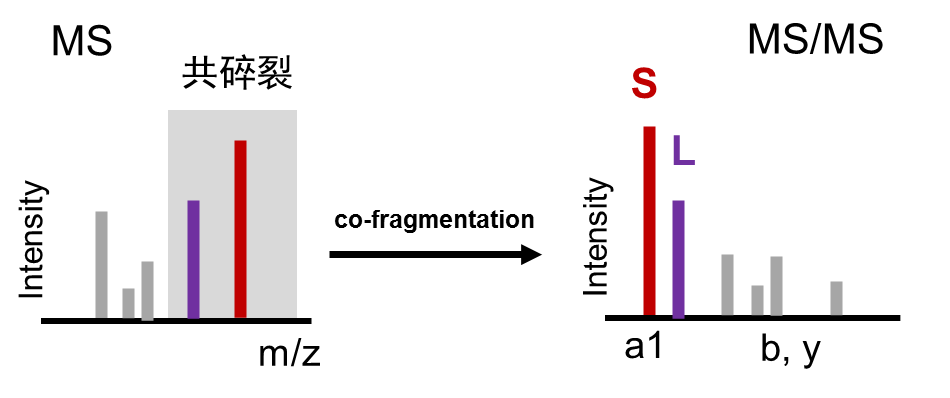 MS
共碎裂
Intensity
m/z
co-fragmentation
MS/MS
S
L
Intensity
a1
b, y